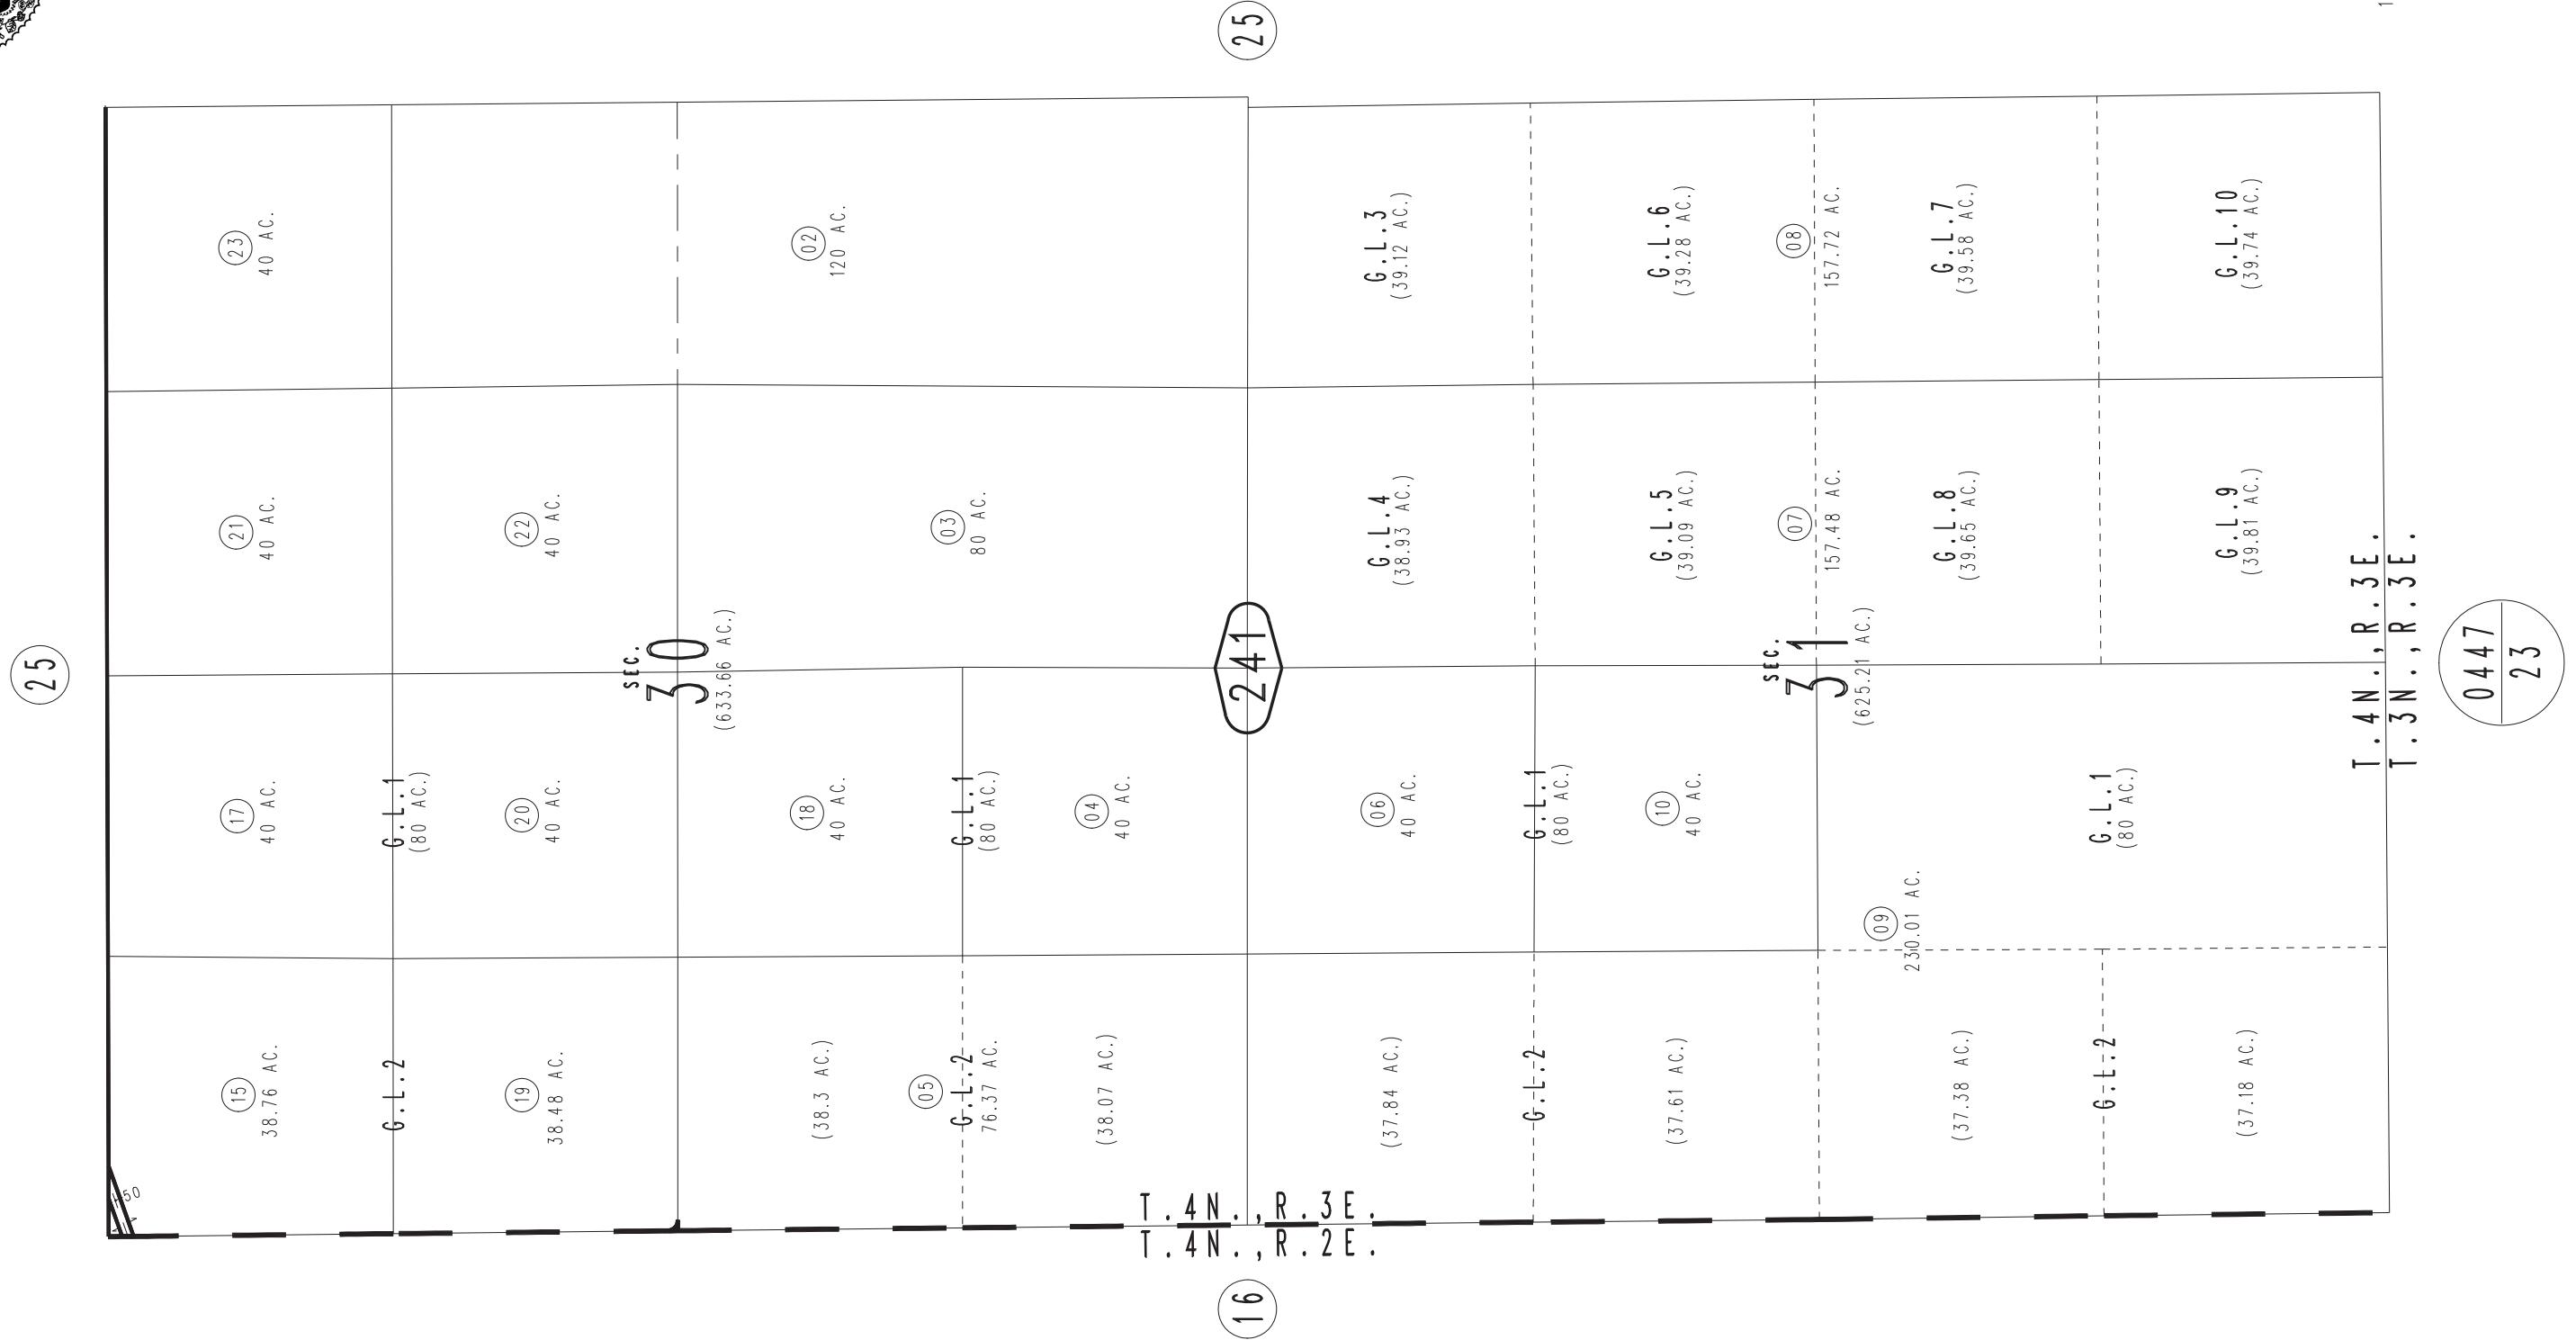 25
25
1
23
40 AC.
02
120 AC.
G.L.3
(39.12 AC.)
G.L.6
(39.28 AC.)
08
157.72 AC.
G.L.7
(39.58 AC.)
G.L.10
(39.74 AC.)
21
40 AC.
22
40 AC.
03
80 AC.
G.L.4
(38.93 AC.)
G.L.5
(39.09 AC.)
07
157.48 AC.
G.L.8
(39.65 AC.)
G.L.9
(39.81 AC.)
SEC.
30
(633.66 AC.)
241
SEC.
31
(625.21 AC.)
T.4N.,R.3E.
T.3N.,R.3E.
0447
23
17
40 AC.
G.L.1
(80 AC.)
20
40 AC.
18
40 AC.
G.L.1
(80 AC.)
04
40 AC.
06
40 AC.
G.L.1
(80 AC.)
10
40 AC.
09
230.01 AC.
G.L.1
(80 AC.)
15
38.76 AC.
G.L.2
19
38.48 AC.
(38.3 AC.)
05
G.L.2
76.37 AC.
(38.07 AC.)
(37.84 AC.)
G.L.2
(37.61 AC.)
(37.38 AC.)
G.L.2
(37.18 AC.)
50
T.4N.,R.3E.
T.4N.,R.2E.
16